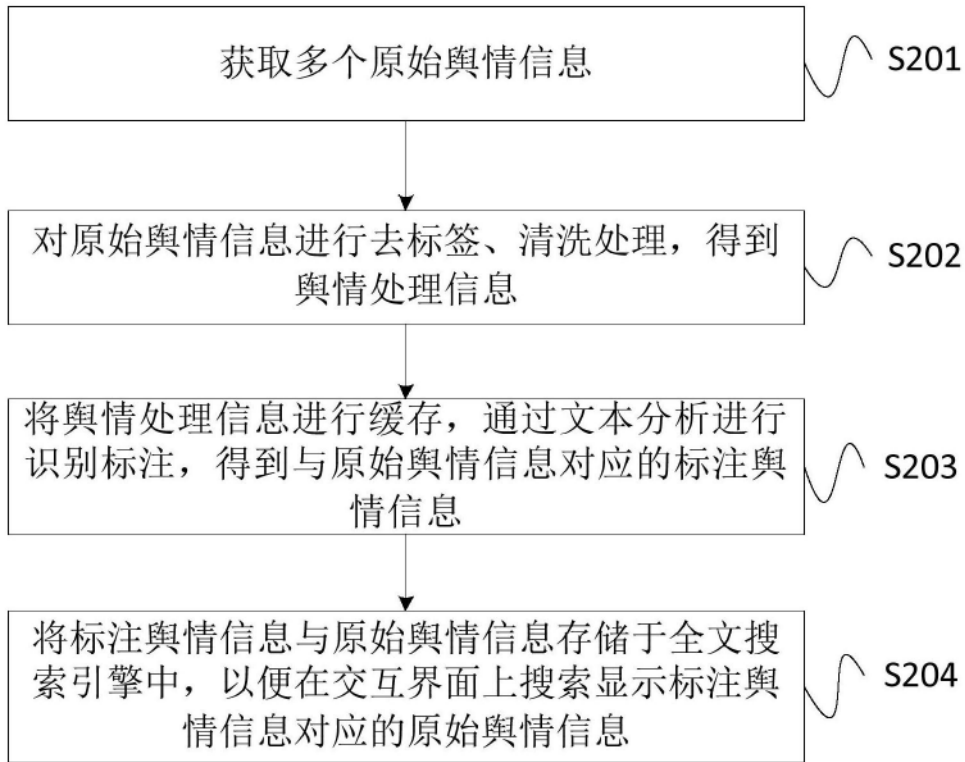 获取多个原始舆情信息
S201
对原始舆情信息进行去标签、清洗处理，得到
舆情处理信息
S202
将舆情处理信息进行缓存，通过文本分析进行
识别标注，得到与原始舆情信息对应的标注舆
情信息
S203
将标注舆情信息与原始舆情信息存储于全文搜
索引擎中，以便在交互界面上搜索显示标注舆
情信息对应的原始舆情信息
S204